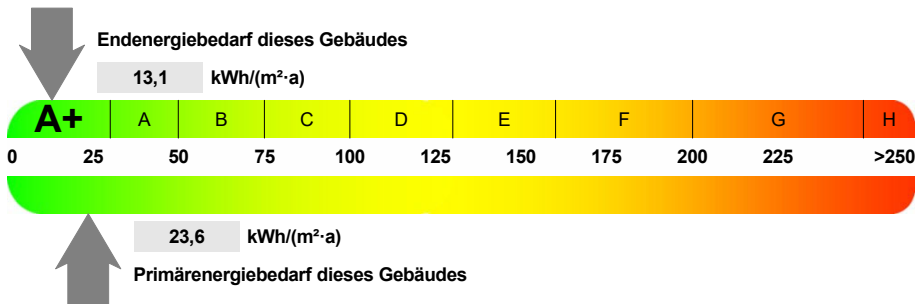 Endenergiebedarf dieses Gebäudes
13,1 kWh/(m²·a)
A+ A B C D E F G H
0 25 50 75 100 125 150 175 200 225 >250
23,6 kWh/(m²·a)
Primärenergiebedarf dieses Gebäudes